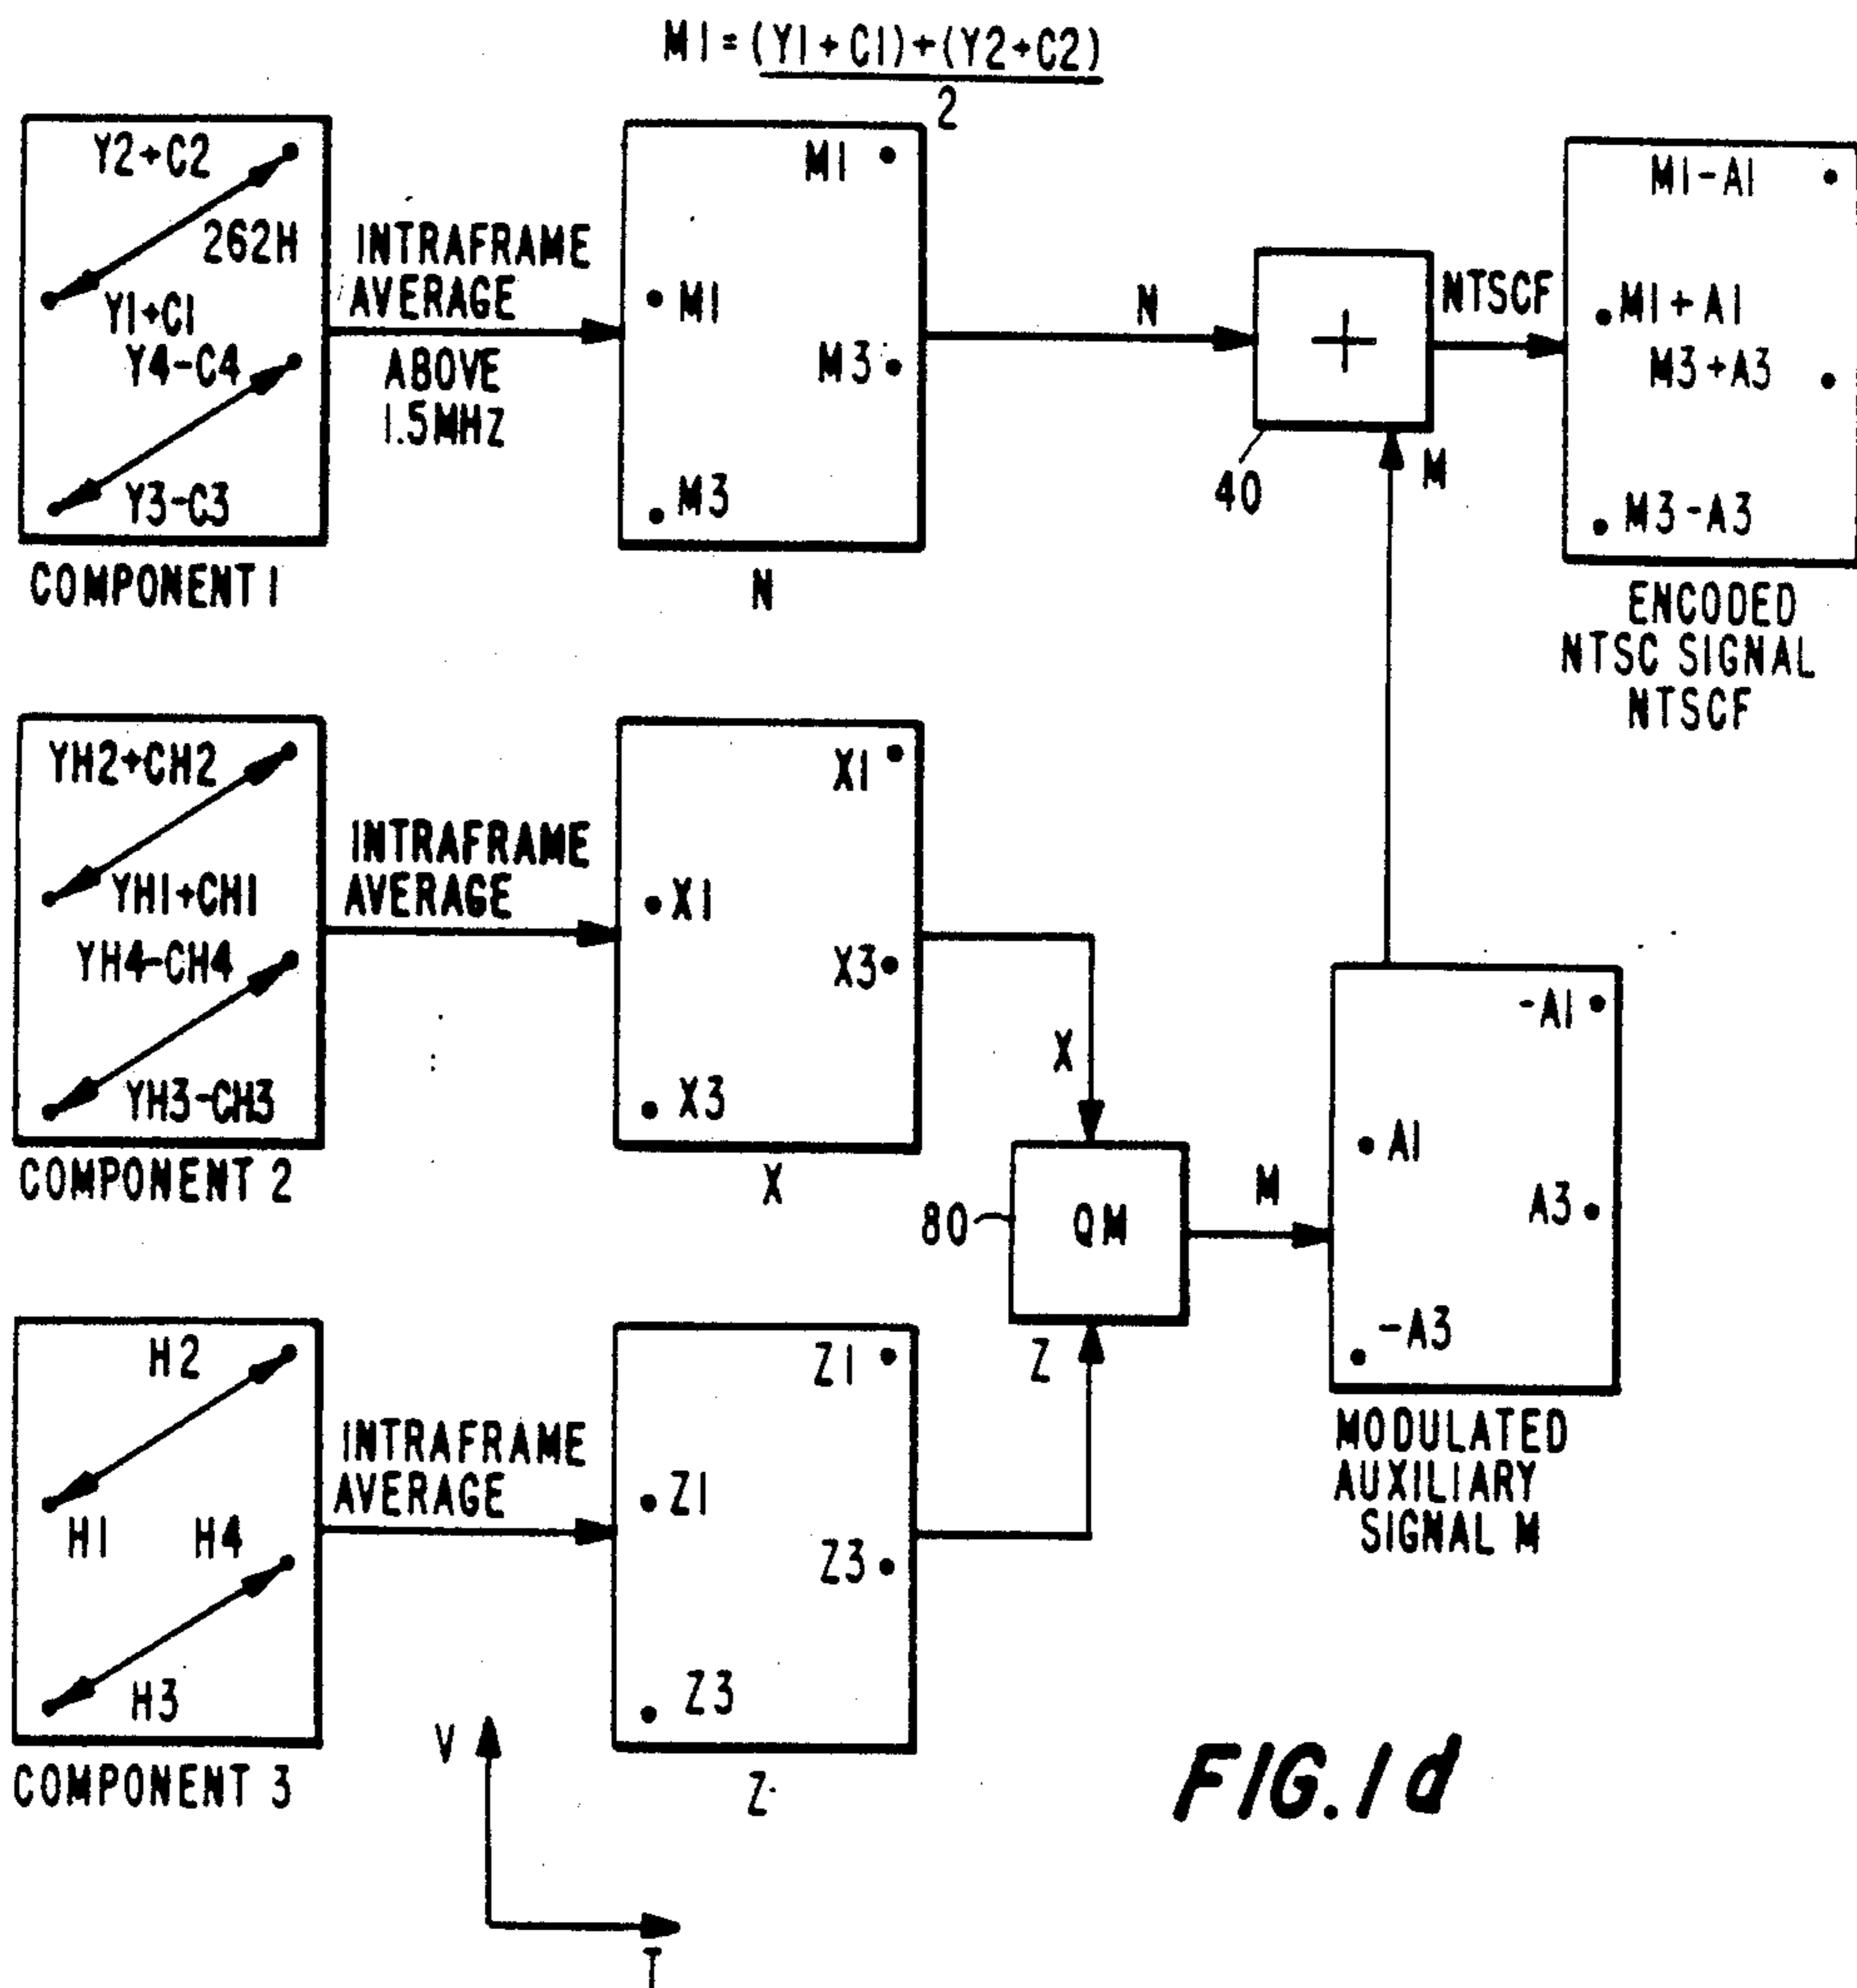 M1=(Y1+C1)+(Y2+C2)
2
Y2+C2
262H
Y1+C1
Y4-C4
Y3-C3
COMPONENT 1
INTRAFRAME
AVERAGE
ABOVE
1.5MHZ
M1
M1
M3
M3
N
N
+
40
M
NTSCF
M1-A1
M1+A1
M3+A3
M3-A3
ENCODED
NTSC SIGNAL
NTSCF
YH2+CH2
YH1+CH1
YH4-CH4
YH3-CH3
COMPONENT 2
INTRAFRAME
AVERAGE
X1
X1
X3
X3
X
X
80
QM
M
-A1
A1
A3
-A3
MODULATED
AUXILIARY
SIGNAL M
H2
H1
H4
H3
COMPONENT 3
INTRAFRAME
AVERAGE
Z1
Z1
Z3
Z3
Z
Z
V
T
FIG. 1d